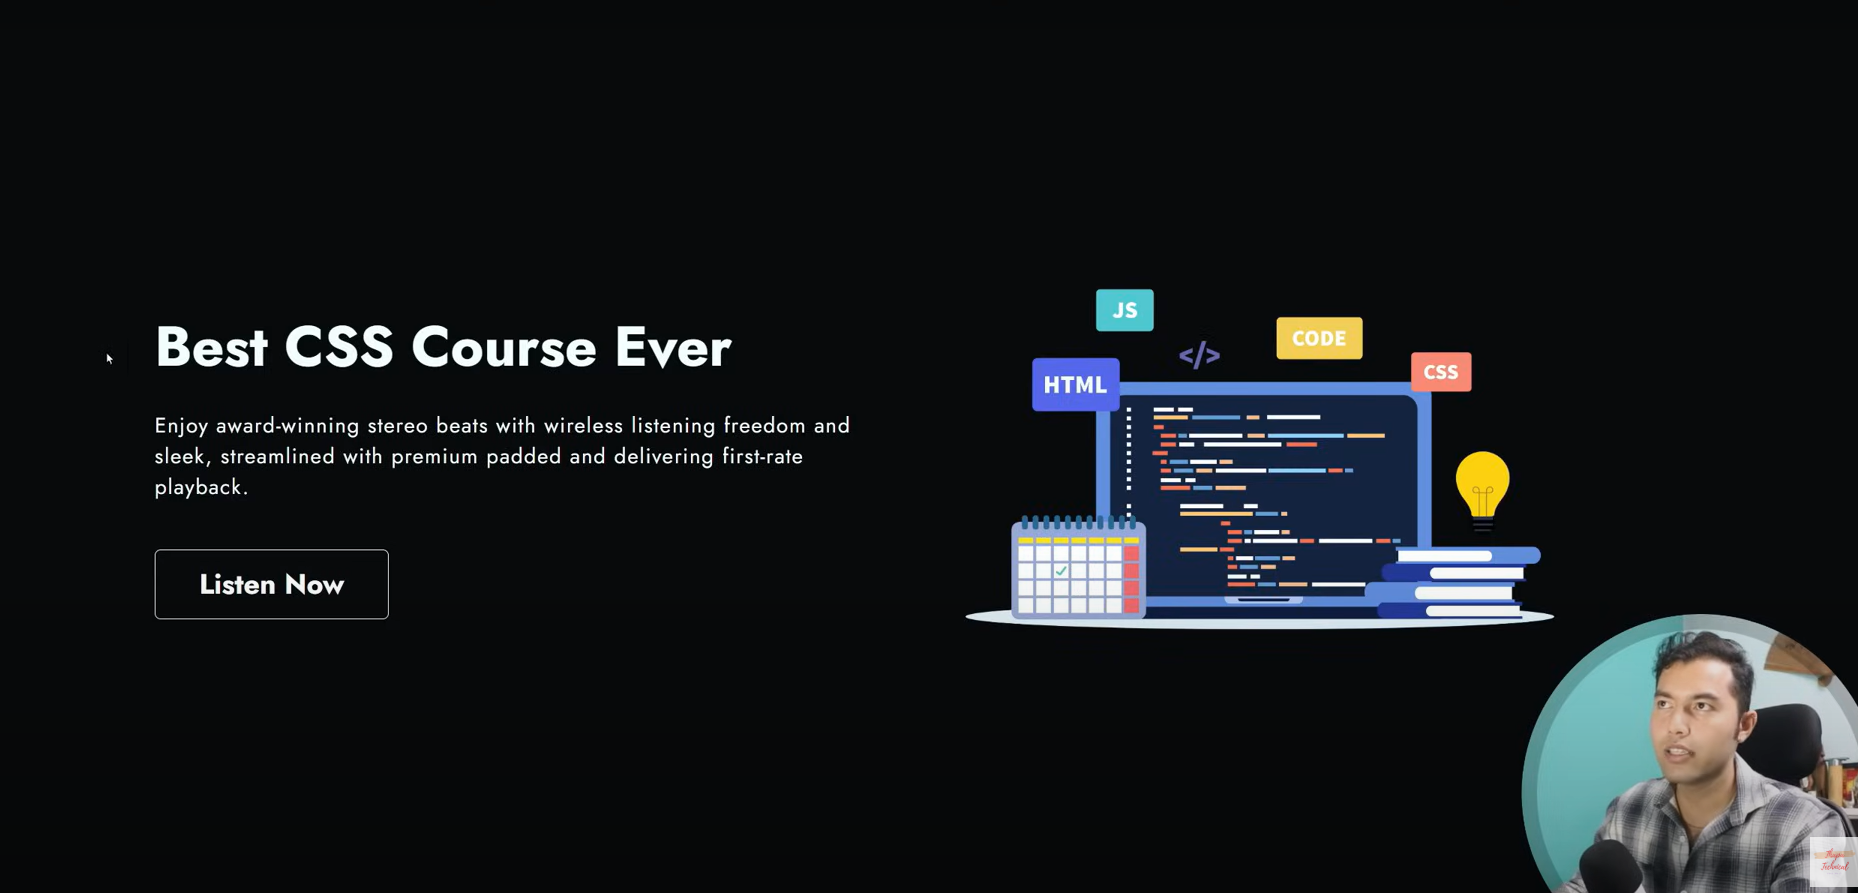 JS
CODE
</>
CSS
HTML
Best CSS Course Ever
Enjoy award-winning stereo beats with wireless listening freedom and
sleek, streamlined with premium padded and delivering first-rate
playback.
Listen Now
Technical